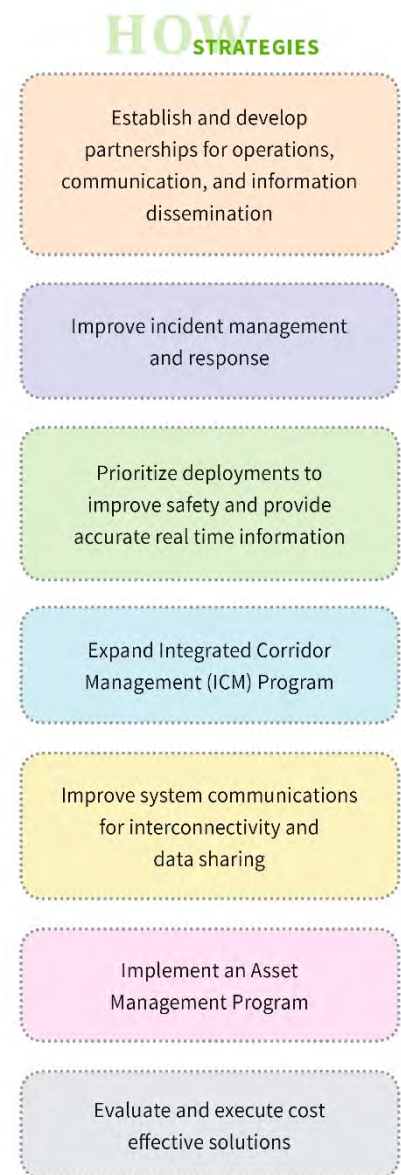 HOW
STRATEGIES
Establish and develop
partnerships for operations,
communication, and information
dissemination
Improve incident management
and response
Prioritize deployments to
improve safety and provide
accurate real time information
Expand Integrated Corridor
Management (ICM) Program
Improve system communications
for interconnectivity and
data sharing
Implement an Asset
Management Program
Evaluate and execute cost
effective solutions